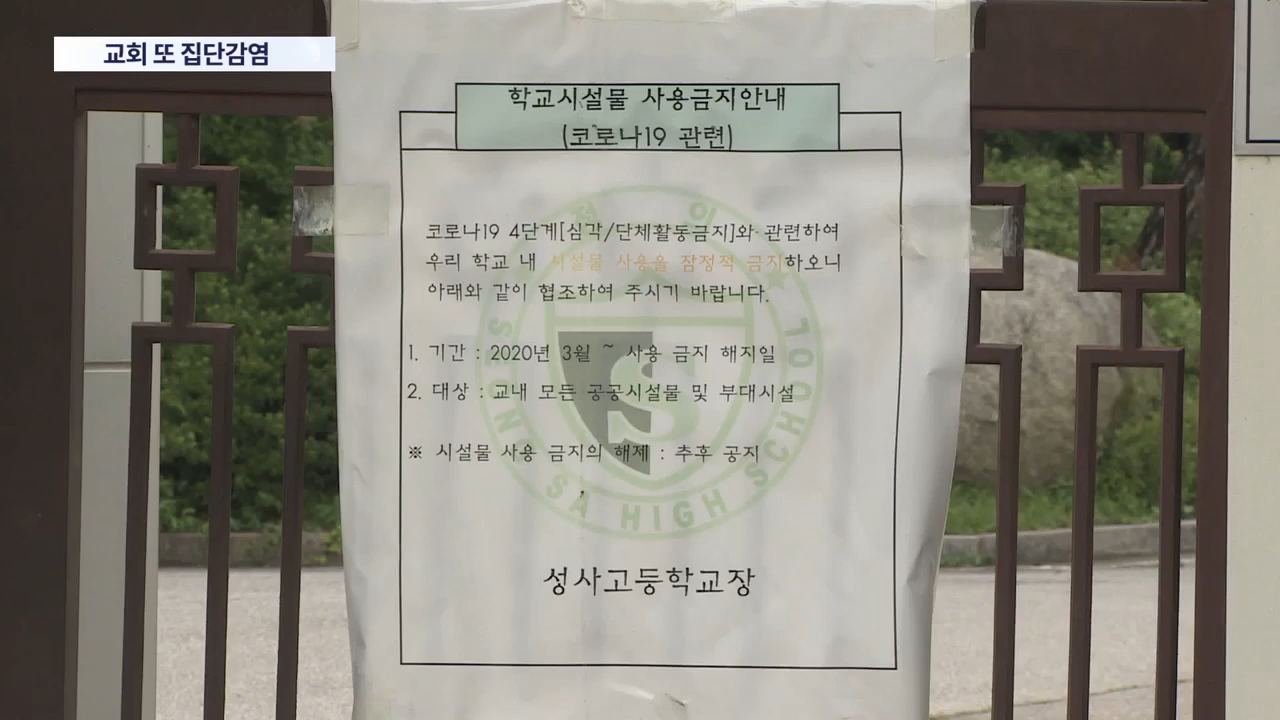 교회 또 집단감염
학교시설물 사용금지안내
(코로나19 관련)
코로나19 4단계[심각/단체활동금지]와 관련하여
우리 학교 내 시설물 사용을 잠정적 금지하오니
아래와 같이 협조하여 주시기 바랍니다.
1. 기간 : 2020년 3월 ~ 사용 금지 해지일
2. 대상 : 교내 모든 공공시설물 및 부대시설
※ 시설물 사용 금지의 해제 : 추후 공지
SA HIGH SCHOOL
성사고등학교장